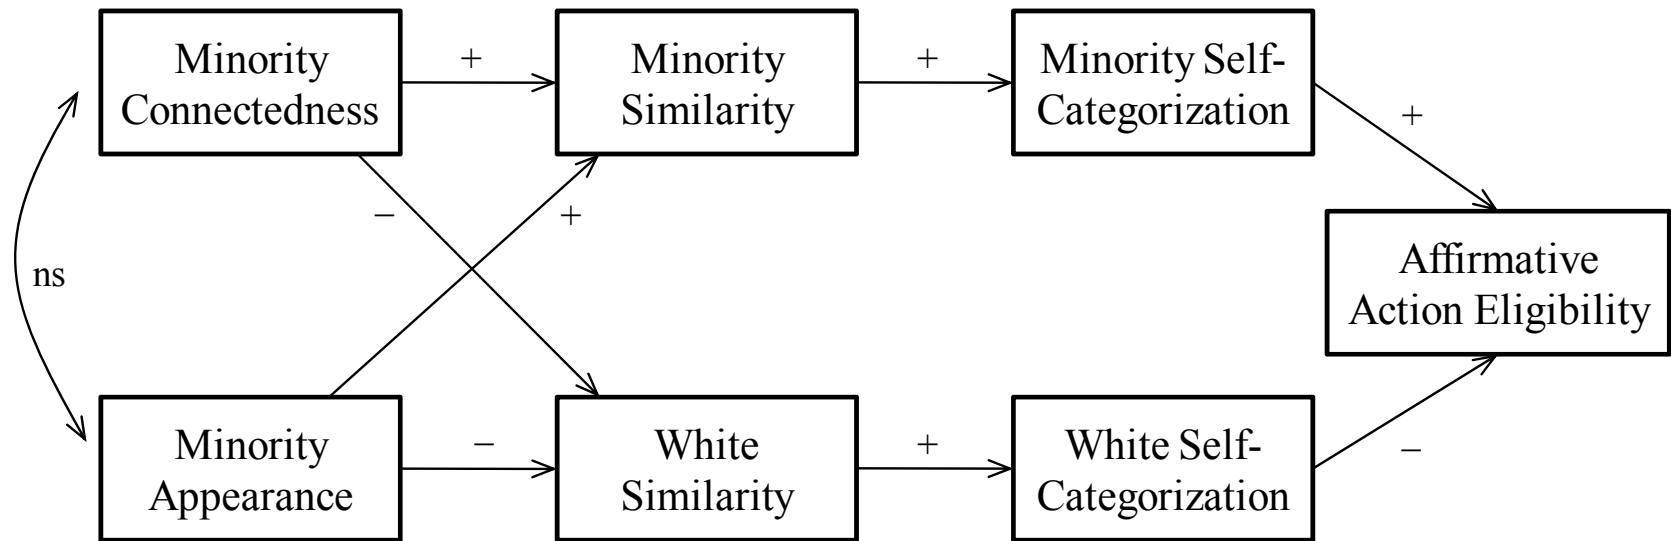 Minority
Connectedness
+
Minority
Similarity
+
Minority Self-
Categorization
+
−
+
ns
Affirmative
Action Eligibility
Minority
Appearance
−
White
Similarity
+
White Self-
Categorization
−